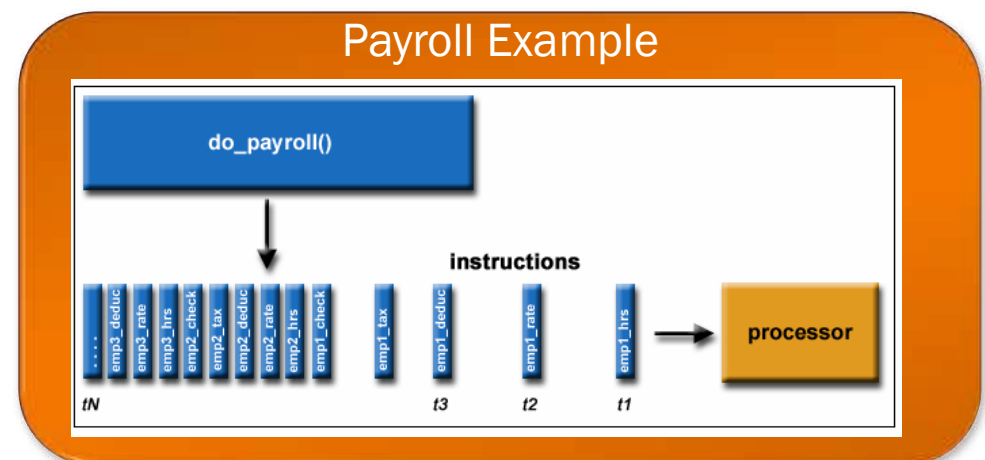 Payroll Example
do_payroll()
instructions
....
emp3_deduc
emp3_rate
emp3_hrs
emp2_check
emp2_tax
emp2_deduc
emp2_rate
emp2_hrs
emp1_check
emp1_tax
emp1_deduc
emp1_rate
emp1_hrs
processor
tN t3 t2 t1